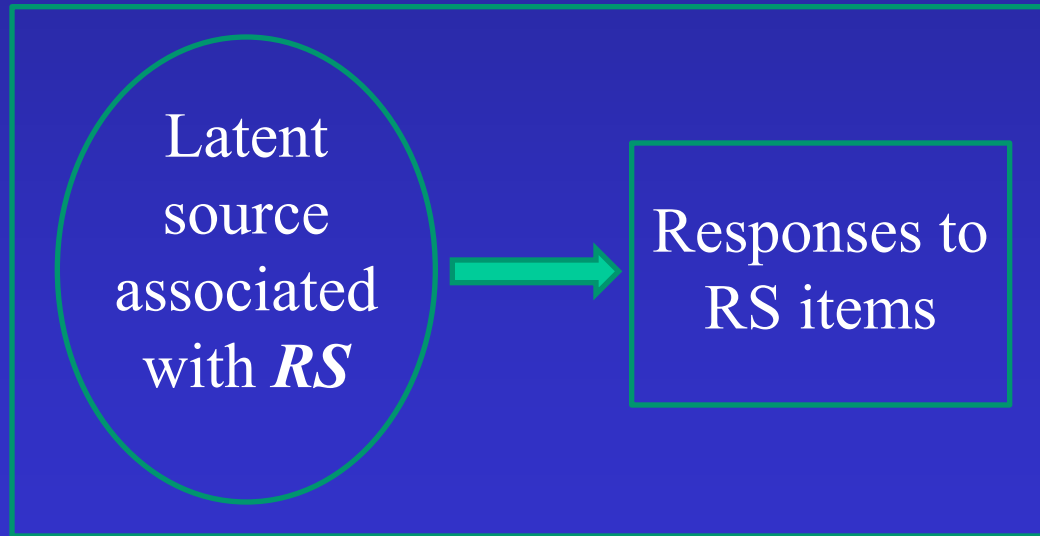 Latent
source
associated
with RS
Responses to
RS items